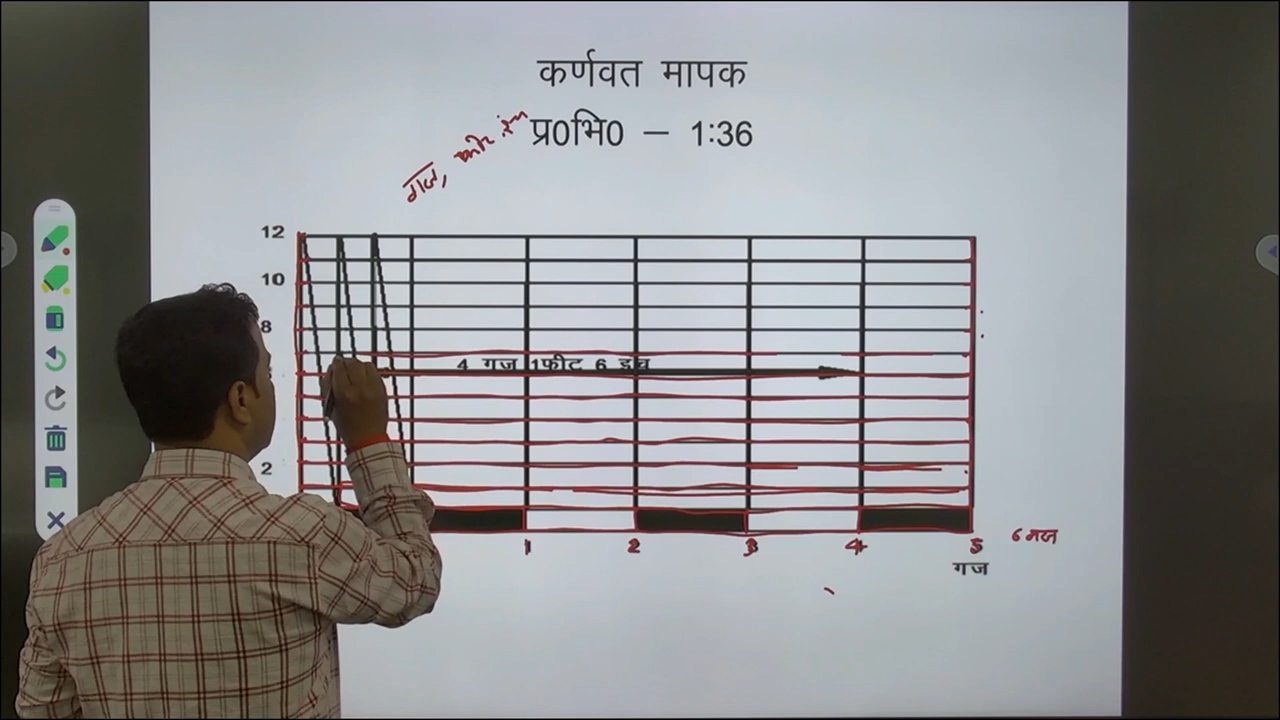 कर्णवत मापक
प्र0भि0 – 1:36
गज,
12
10
8
4 गज 1फीट 6 इंच
2
1 2 3 4 5 6 गज
गज